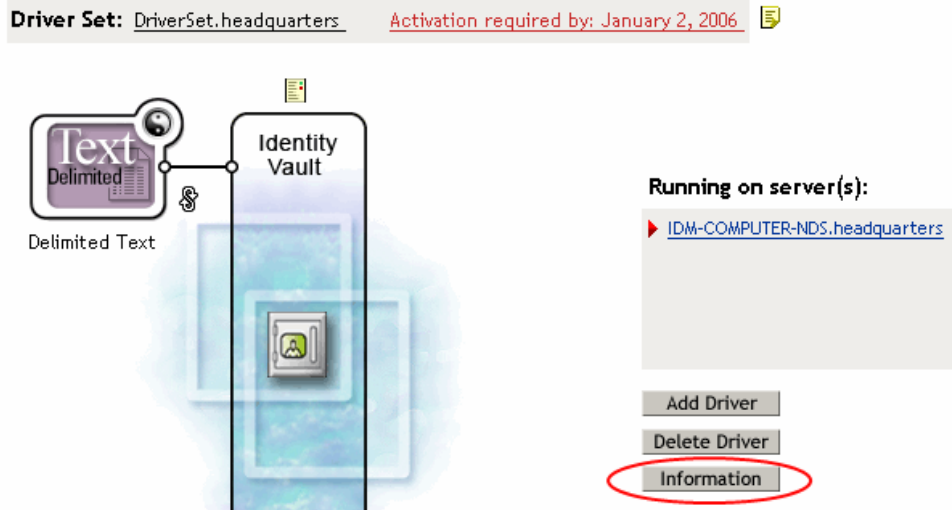 Driver Set: DriverSet.headquarters Activation required by: January 2, 2006
Text
Delimited
Delimited Text
Identity
Vault
Running on server(s):
IDM-COMPUTER-NDS.headquarters
Add Driver
Delete Driver
Information